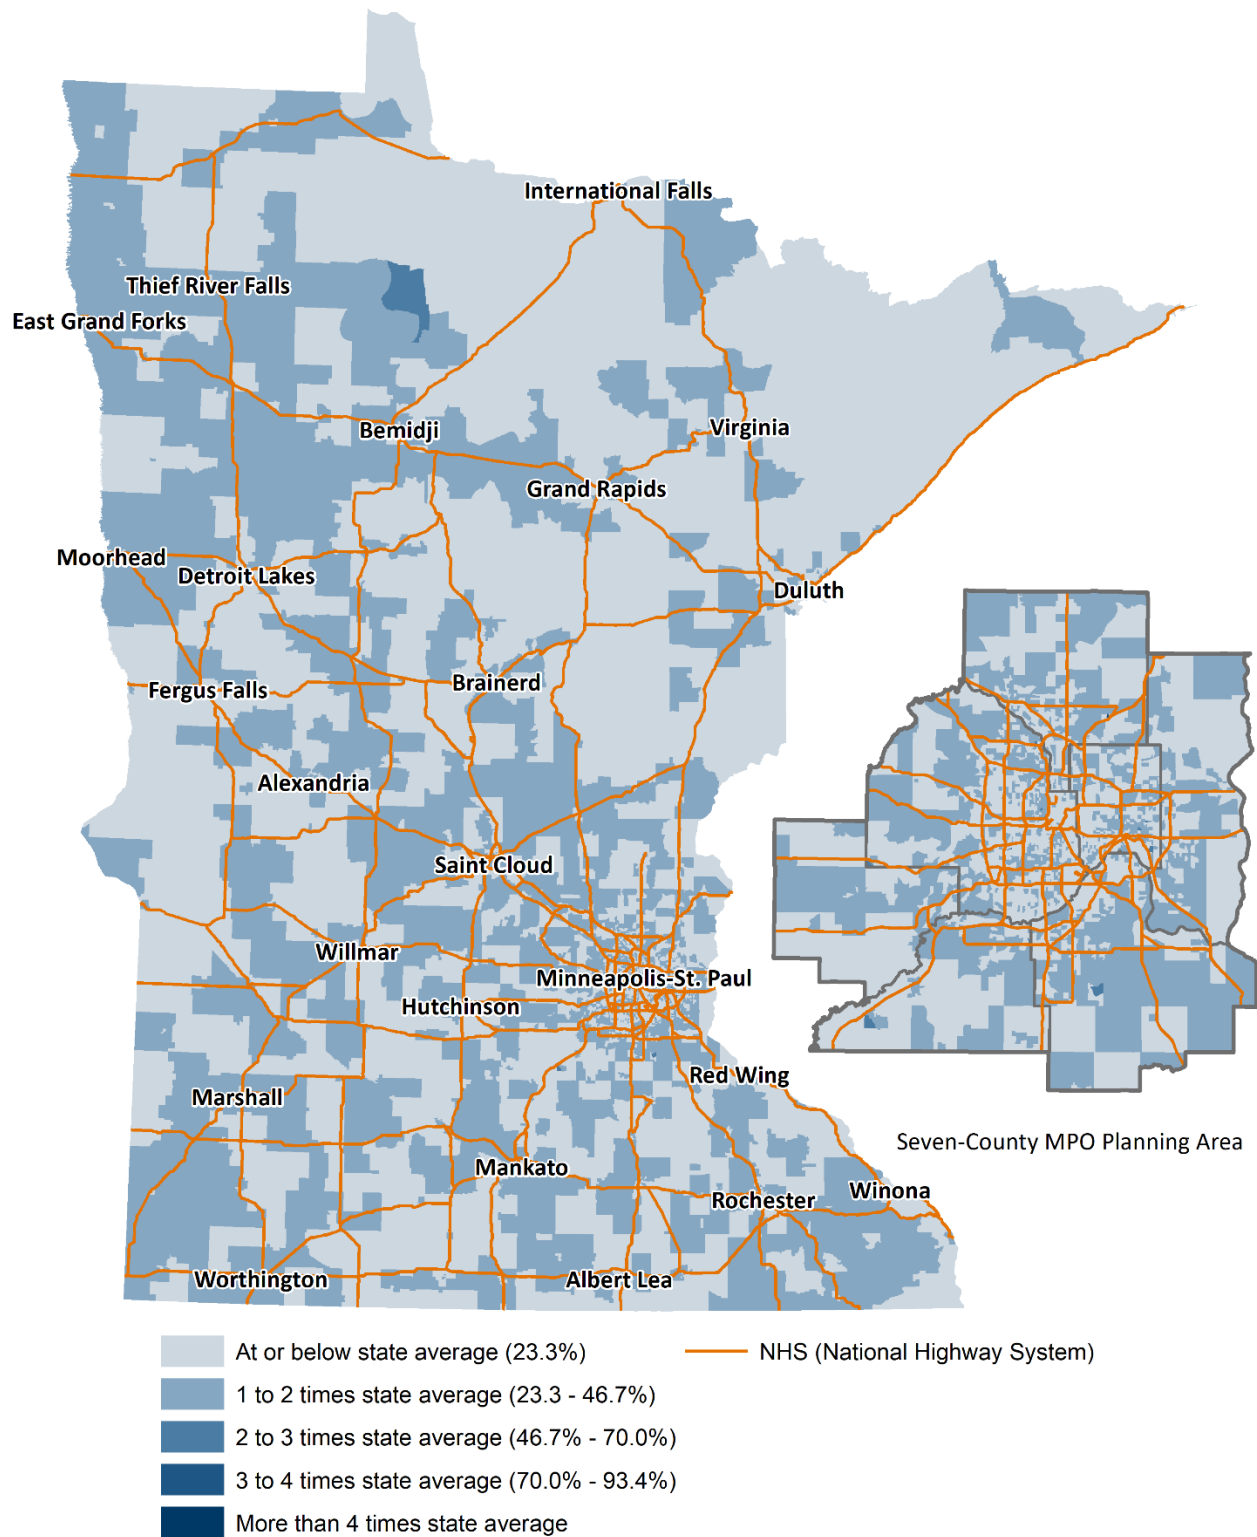 International Falls
Thief River Falls
East Grand Forks
Bemidji
Virginia
Grand Rapids
Moorhead
Detroit Lakes
Duluth
Fergus Falls
Brainerd
Alexandria
Saint Cloud
Willmar
Minneapolis-St. Paul
Hutchinson
Red Wing
Marshall
Seven-County MPO Planning Area
Mankato
Rochester
Winona
Worthington
Albert Lea
At or below state average (23.3%)
NHS (National Highway System)
1 to 2 times state average (23.3 - 46.7%)
2 to 3 times state average (46.7% - 70.0%)
3 to 4 times state average (70.0% - 93.4%)
More than 4 times state average